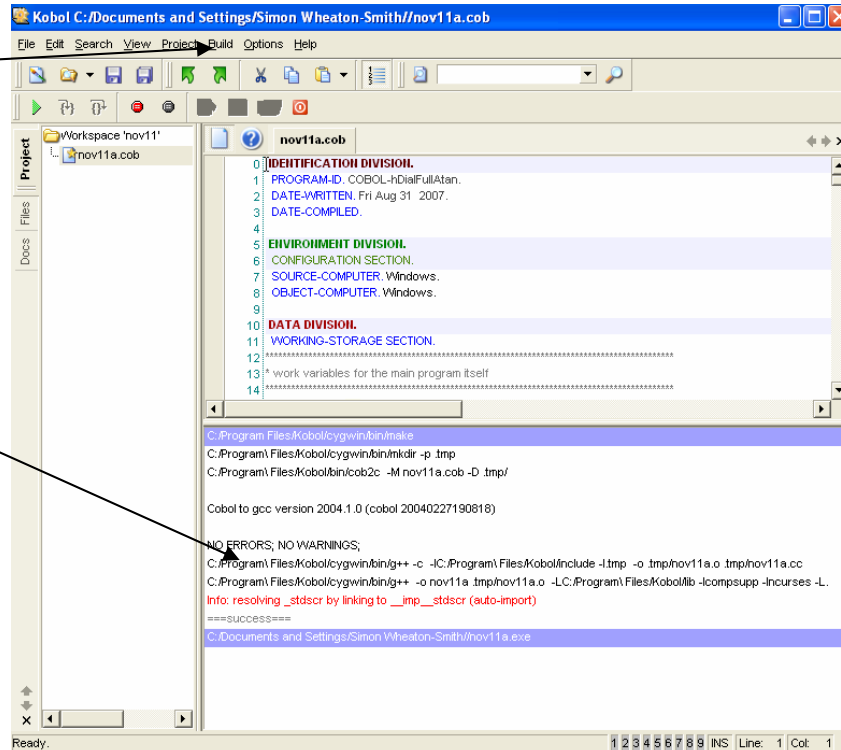 Kobol C:/Documents and Settings/Simon Wheaton-Smith//nov11a.cob
File Edit Search View Project Build Options Help
Project
Files
Docs
Workspace 'nov11'
nov11a.cob
nov11a.cob
0 IDENTIFICATION DIVISION.
1 PROGRAM-ID. COBOL-hDialFullAtan.
2 DATE-WRITTEN. Fri Aug 31 2007.
3 DATE-COMPILED.
4
5 ENVIRONMENT DIVISION.
6 CONFIGURATION SECTION.
7 SOURCE-COMPUTER. Windows.
8 OBJECT-COMPUTER. Windows.
9
10 DATA DIVISION.
11 WORKING-STORAGE SECTION.
12
13 * work variables for the main program itself
14
C:/Program Files/Kobol/cygwin/bin/make
C:/Program\ Files/Kobol/cygwin/bin/mkdir -p .tmp
C:/Program\ Files/Kobol/bin/cob2c -M nov11a.cob -D .tmp/
Cobol to gcc version 2004.1.0 (cobol 20040227190818)
NO ERRORS; NO WARNINGS;
C:/Program\ Files/Kobol/cygwin/bin/g++ -c -IC:/Program\ Files/Kobol/include -I.tmp -o .tmp/nov11a.o .tmp/nov11a.cc
C:/Program\ Files/Kobol/cygwin/bin/g++ -o nov11a .tmp/nov11a.o -LC:/Program\ Files/Kobol/lib -lcompsupp -lncurses -L.
Info: resolving _stdscr by linking to __imp__stdscr (auto-import)
===success===
C:/Documents and Settings/Simon Wheaton-Smith//nov11a.exe
Ready. 1 2 3 4 5 6 7 8 9 INS Line: 1 Col: 1